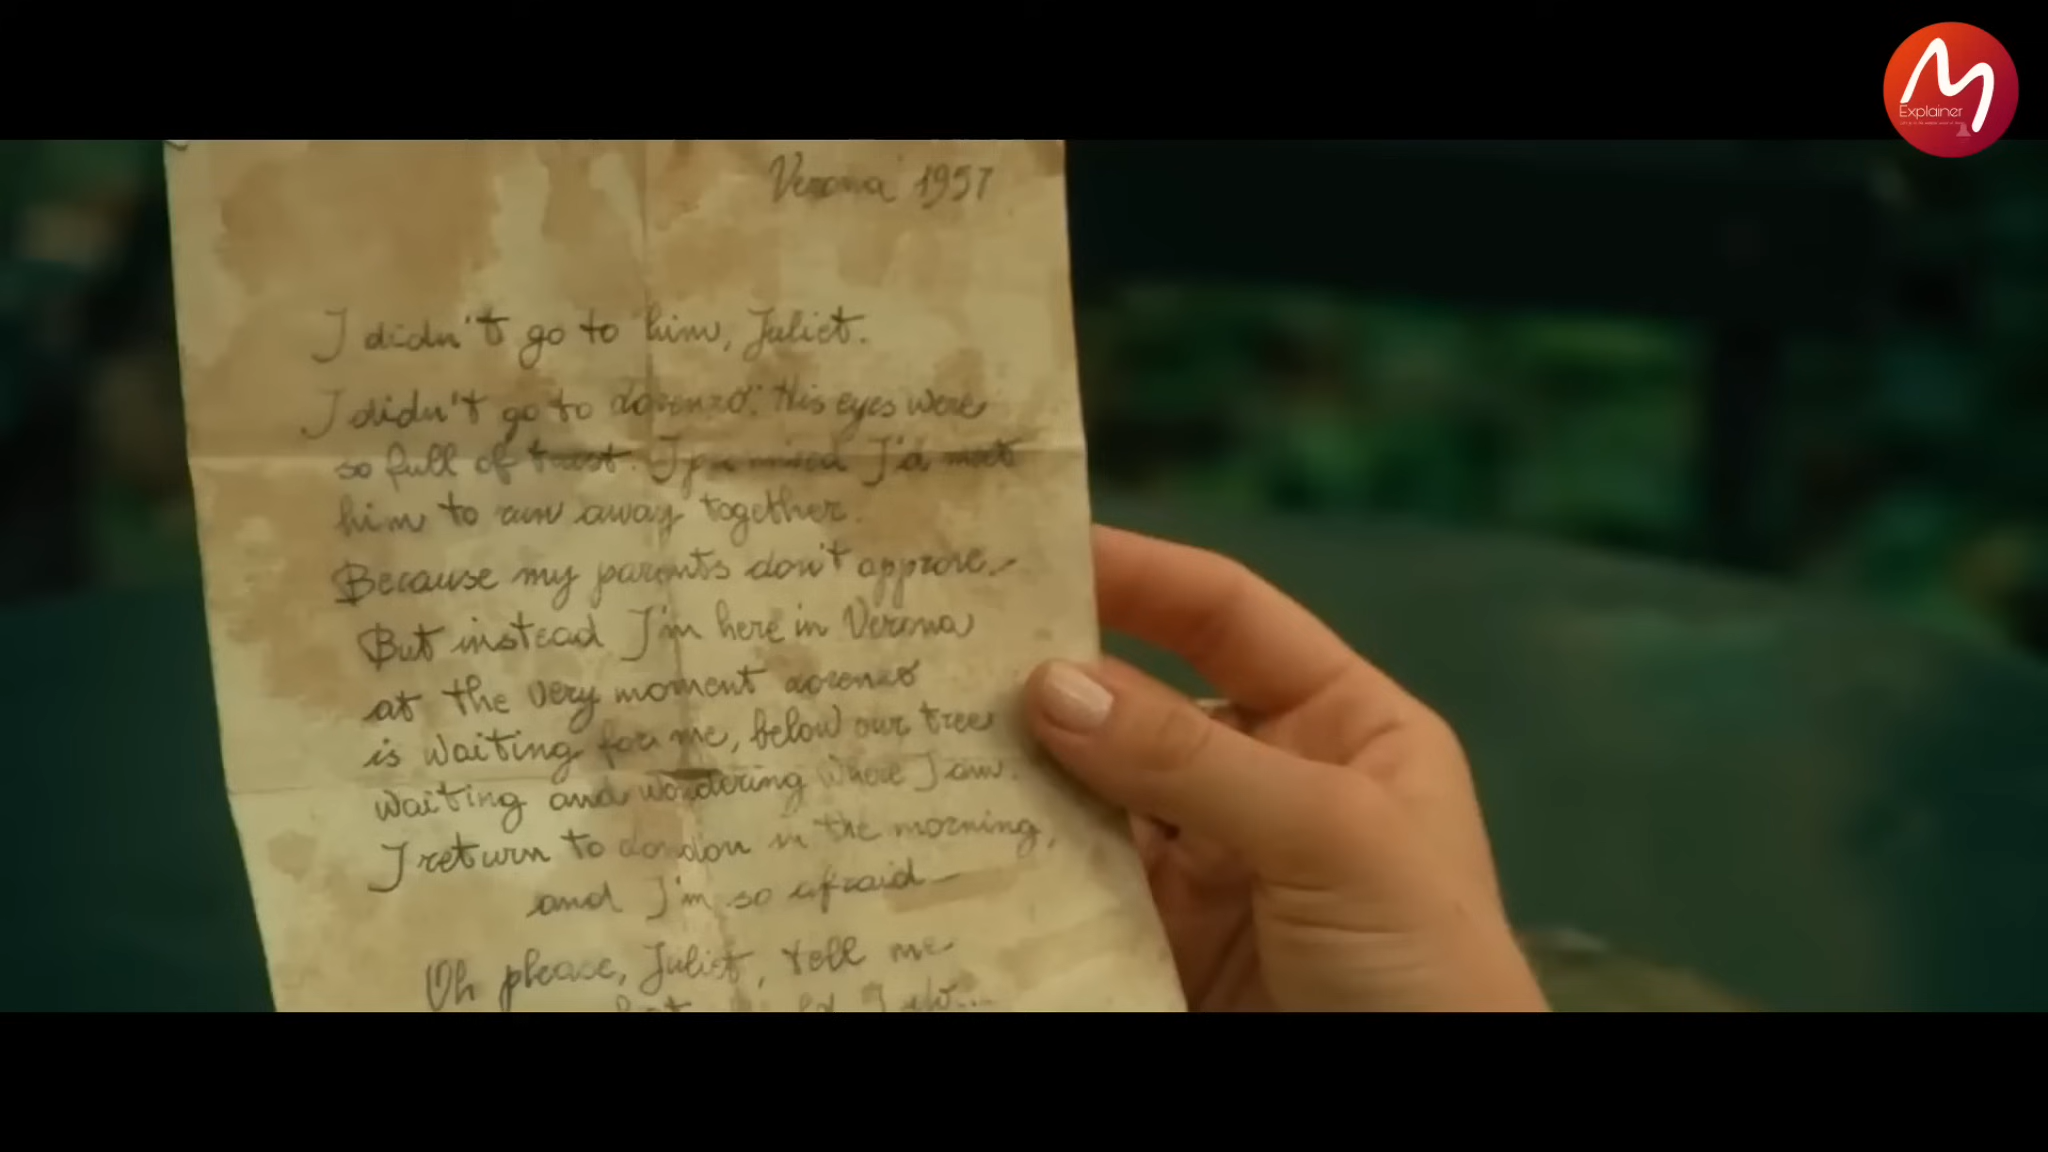 Explainer
Verona 1957
I didn't go to him, Juliet.
I didn't go to Lorenzo. His eyes were
so full of trust. I promised I'd meet
him to run away together.
Because my parents don't approve.-
But instead I'm here in Verona
at the very moment Lorenzo
is waiting for me, below our tree
waiting and wondering where I am.
I return to London in the morning,
and I'm so afraid—
Oh please, Juliet, tell me